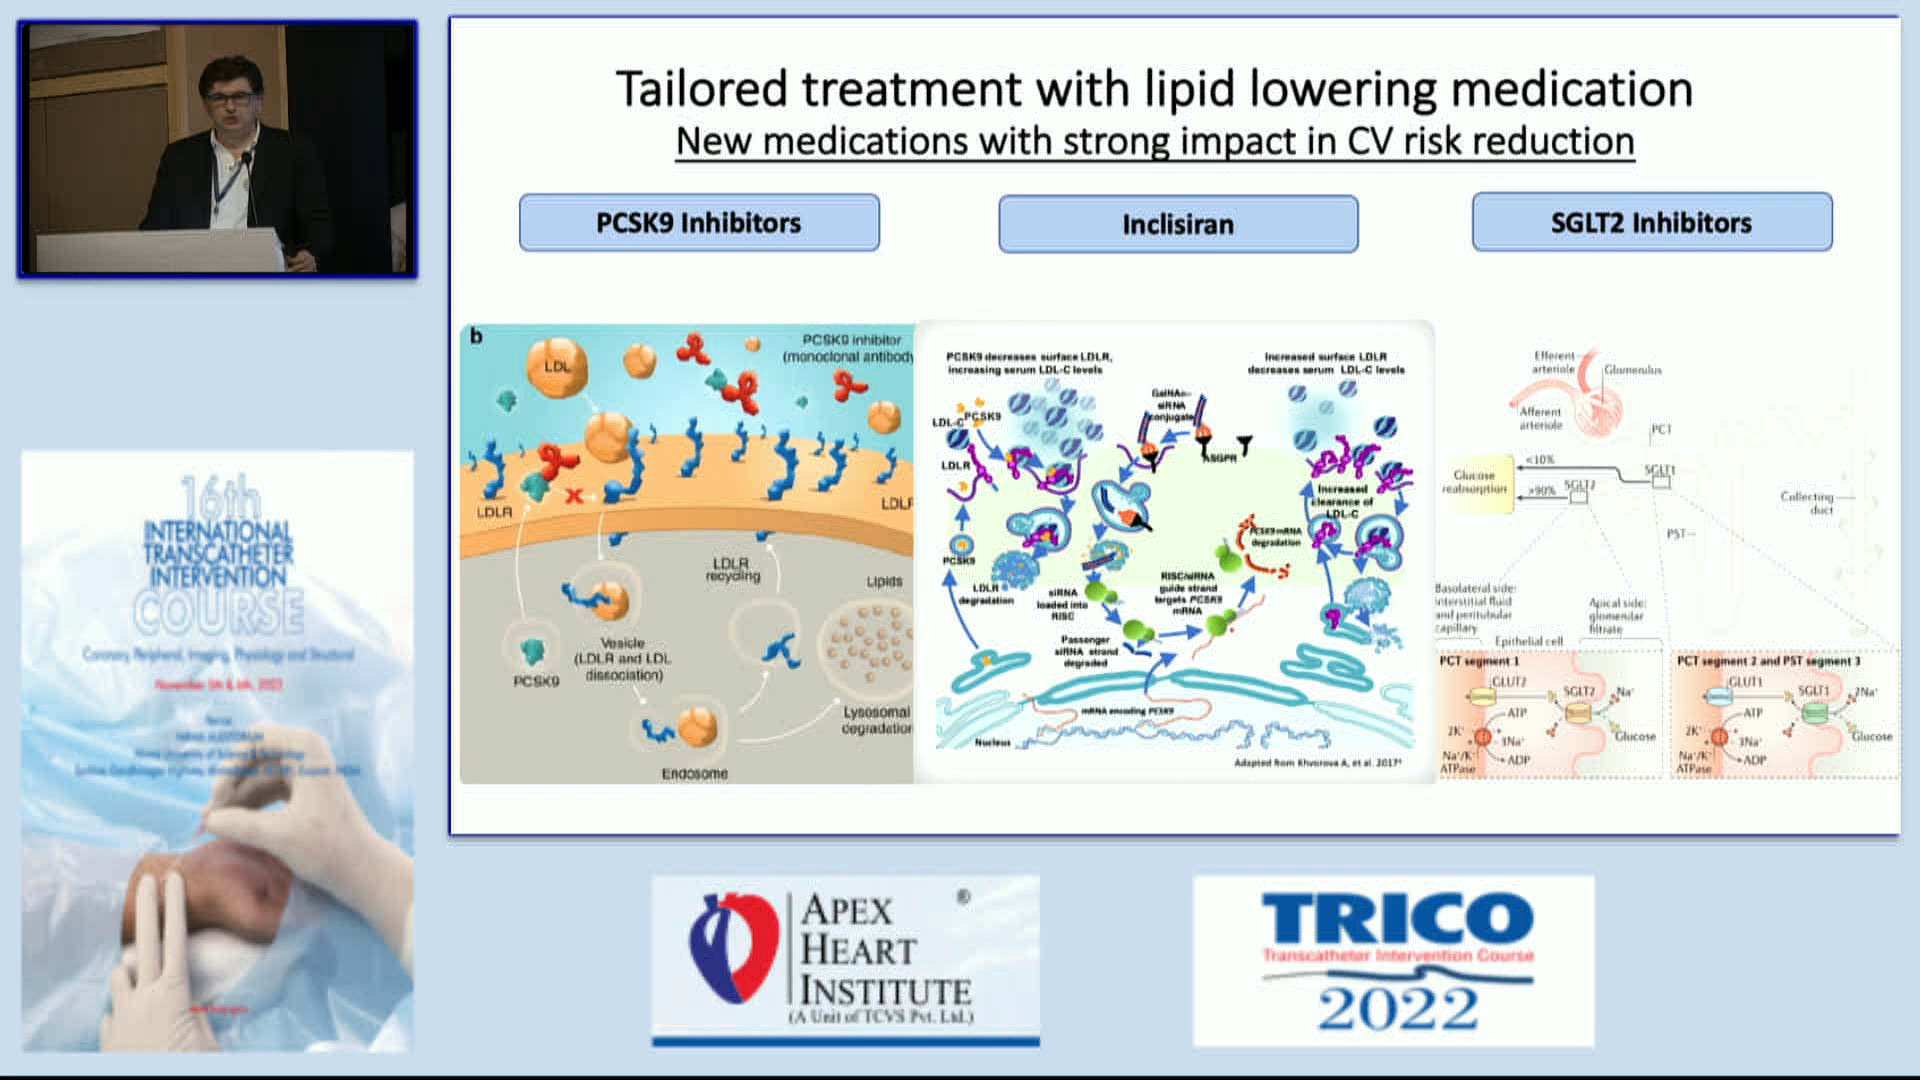 Tailored treatment with lipid lowering medication
New medications with strong impact in CV risk reduction
PCSK9 Inhibitors
Inclisiran
SGLT2 Inhibitors
b
LDL
PCSK9 inhibitor
(monoclonal antibody
LDLR
LDLR
recycling
Lipids
Vesicle
(LDLR and LDL
dissociation)
PCSK9
Lysosomal
degradation
Endosome
PCSK9 decreases surface LDLR,
increasing serum LDL-C levels
Increased surface LDLR
decreases serum LDL-C levels
GalNAc-
siRNA
conjugate
LDL-C
PCSK9
ASGPR
LDLR
Increased
clearance of
LDL-C
PCSK9 mRNA
degradation
PCSK9
LDLR
degradation
siRNA
loaded into
RISC
RISC/siRNA
guide strand
targets PCSK9
mRNA
Passenger
siRNA strand
degraded
mRNA encoding PCSK9
Nucleus
Adapted from Khvorova A, et al. 2017
Efferent
arteriole
Glomerulus
Afferent
arteriole
PCT
<10%
SGLT1
Glucose
reabsorption
>90%
SGLT2
Collecting
duct
PST
Basolateral side:
interstitial fluid
and peritubular
capillary
Apical side:
glomerular
filtrate
Epithelial cell
PCT segment 1
GLUT2
SGLT2
Na+
ATP
2K+
3Na+
Glucose
Na+/K+
ATPase
ADP
PCT segment 2 and PST segment 3
GLUT1
SGLT1
2Na+
ATP
2K+
3Na+
Glucose
Na+/K+
ATPase
ADP
16th
INTERNATIONAL
TRANSCATHETER
INTERVENTION
COURSE
Coronary, Peripheral, Imaging, Physiology and Structural
APEX
HEART
INSTITUTE
®
(A Unit of TCVS Pvt. Ltd.)
TRICO
Transcatheter Intervention Course
2022